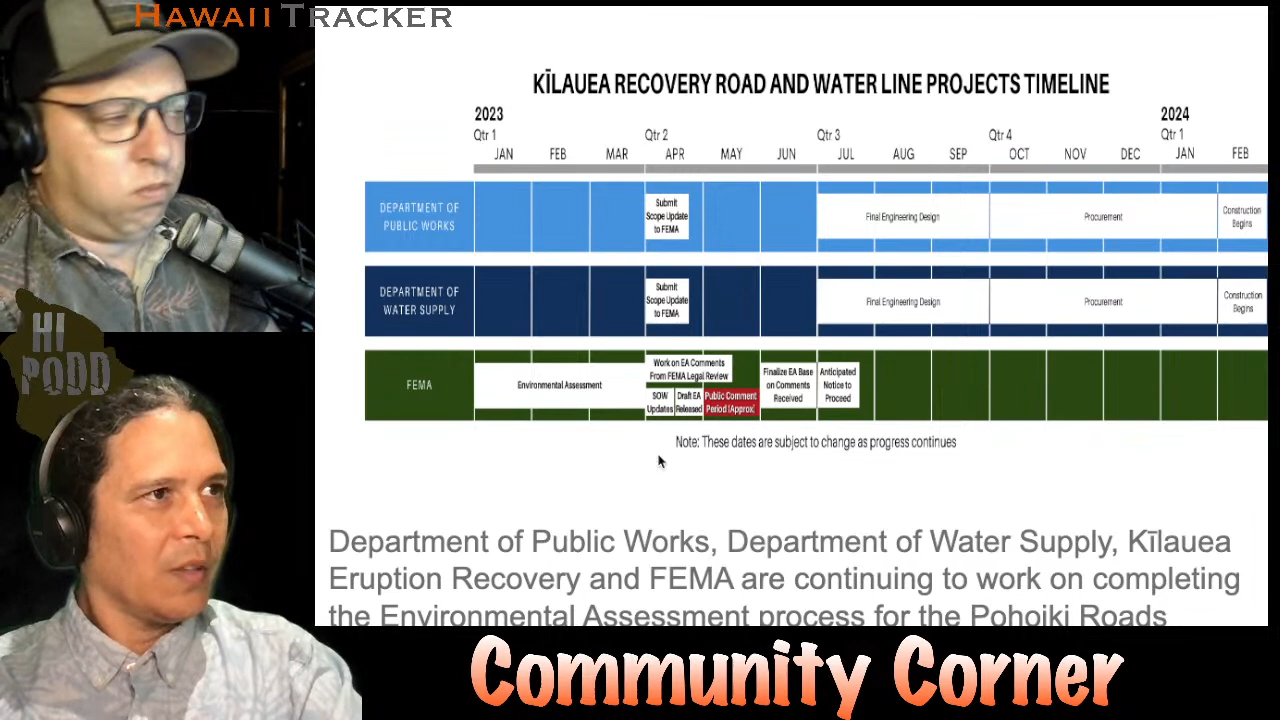 HAWAII TRACKER
KĪLAUEA RECOVERY ROAD AND WATER LINE PROJECTS TIMELINE
2023
2024
Qtr 1
Qtr 2
Qtr 3
Qtr 4
Qtr 1
JAN FEB MAR APR MAY JUN JUL AUG SEP OCT NOV DEC JAN FEB
DEPARTMENT OF
PUBLIC WORKS
Submit
Scope Update
to FEMA
Final Engineering Design
Procurement
Construction
Begins
DEPARTMENT OF
WATER SUPPLY
Submit
Scope Update
to FEMA
Final Engineering Design
Procurement
Construction
Begins
FEMA
Environmental Assessment
Work on EA Comments
From FEMA Legal Review
SOW
Updates
Draft EA
Released
Public Comment
Period (Approx)
Finalize EA Base
on Comments
Received
Anticipated
Notice to
Proceed
Note: These dates are subject to change as progress continues
HI
PODD
Department of Public Works, Department of Water Supply, Kīlauea
Eruption Recovery and FEMA are continuing to work on completing
the Environmental Assessment process for the Pohoiki Roads
Community Corner